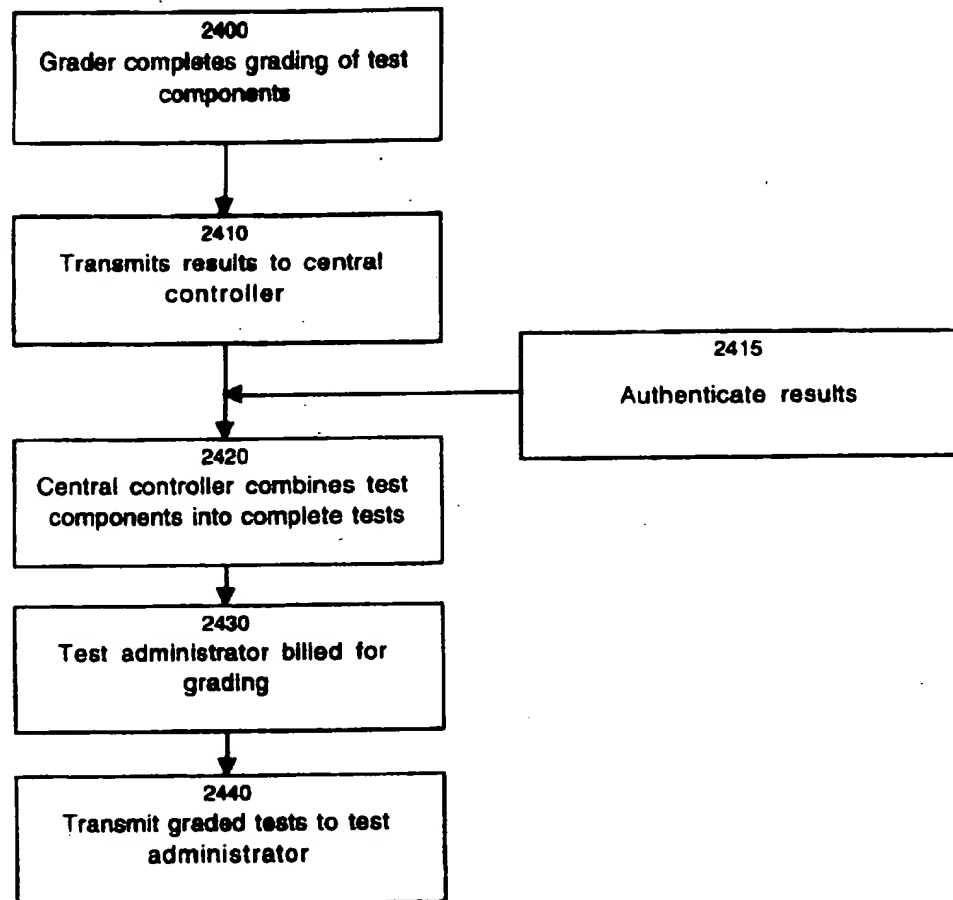 2400
Grader completes grading of test
components
2410
Transmits results to central
controller
2415
Authenticate results
2420
Central controller combines test
components into complete tests
2430
Test administrator billed for
grading
2440
Transmit graded tests to test
administrator